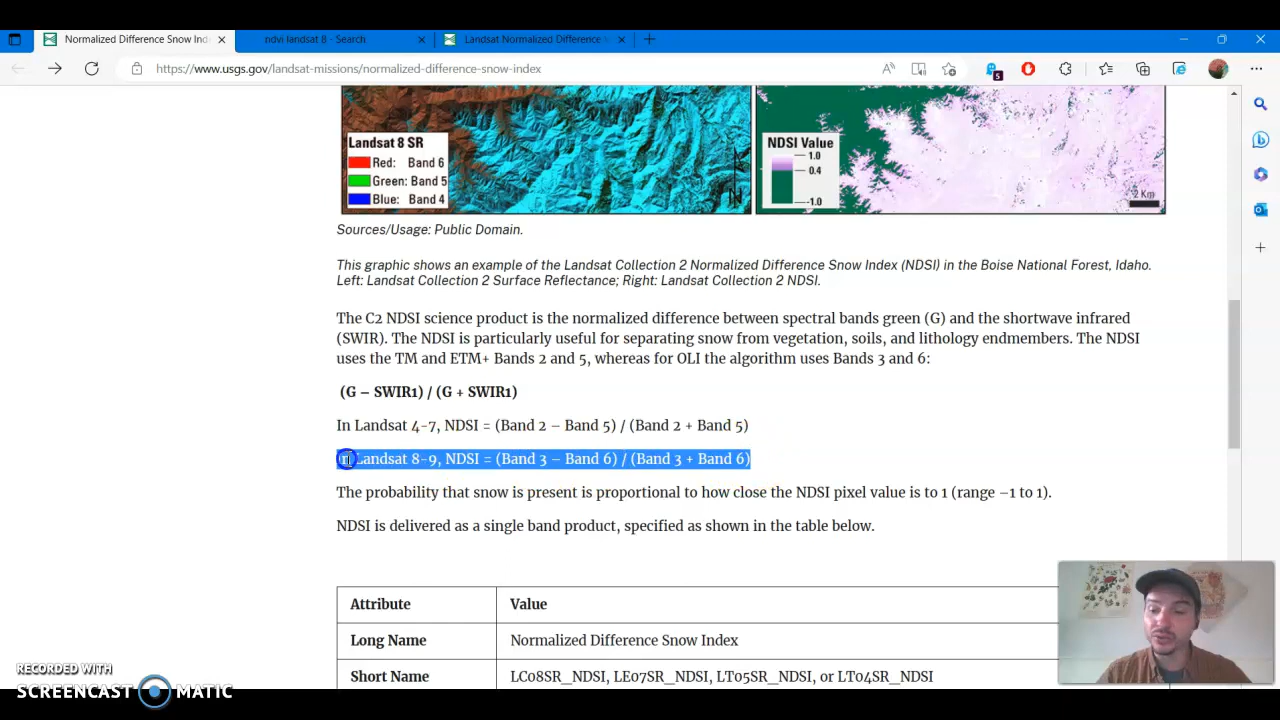 Normalized Difference Snow Ind
ndvi landsat 8 - Search
Landsat Normalized Difference
https://www.usgs.gov/landsat-missions/normalized-difference-snow-index
5
Landsat 8 SR
Red: Band 6
Green: Band 5
Blue: Band 4
N
NDSI Value
1.0
0.4
-1.0
2 Km
Sources/Usage: Public Domain.
This graphic shows an example of the Landsat Collection 2 Normalized Difference Snow Index (NDSI) in the Boise National Forest, Idaho.
Left: Landsat Collection 2 Surface Reflectance; Right: Landsat Collection 2 NDSI.
The C2 NDSI science product is the normalized difference between spectral bands green (G) and the shortwave infrared
(SWIR). The NDSI is particularly useful for separating snow from vegetation, soils, and lithology endmembers. The NDSI
uses the TM and ETM+ Bands 2 and 5, whereas for OLI the algorithm uses Bands 3 and 6:
(G – SWIR1) / (G + SWIR1)
In Landsat 4-7, NDSI = (Band 2 – Band 5) / (Band 2 + Band 5)
In Landsat 8-9, NDSI = (Band 3 – Band 6) / (Band 3 + Band 6)
The probability that snow is present is proportional to how close the NDSI pixel value is to 1 (range –1 to 1).
NDSI is delivered as a single band product, specified as shown in the table below.
Attribute Value
Long Name Normalized Difference Snow Index
Short Name LC08SR_NDSI, LE07SR_NDSI, LT05SR_NDSI, or LT04SR_NDSI
RECORDED WITH
SCREENCAST MATIC